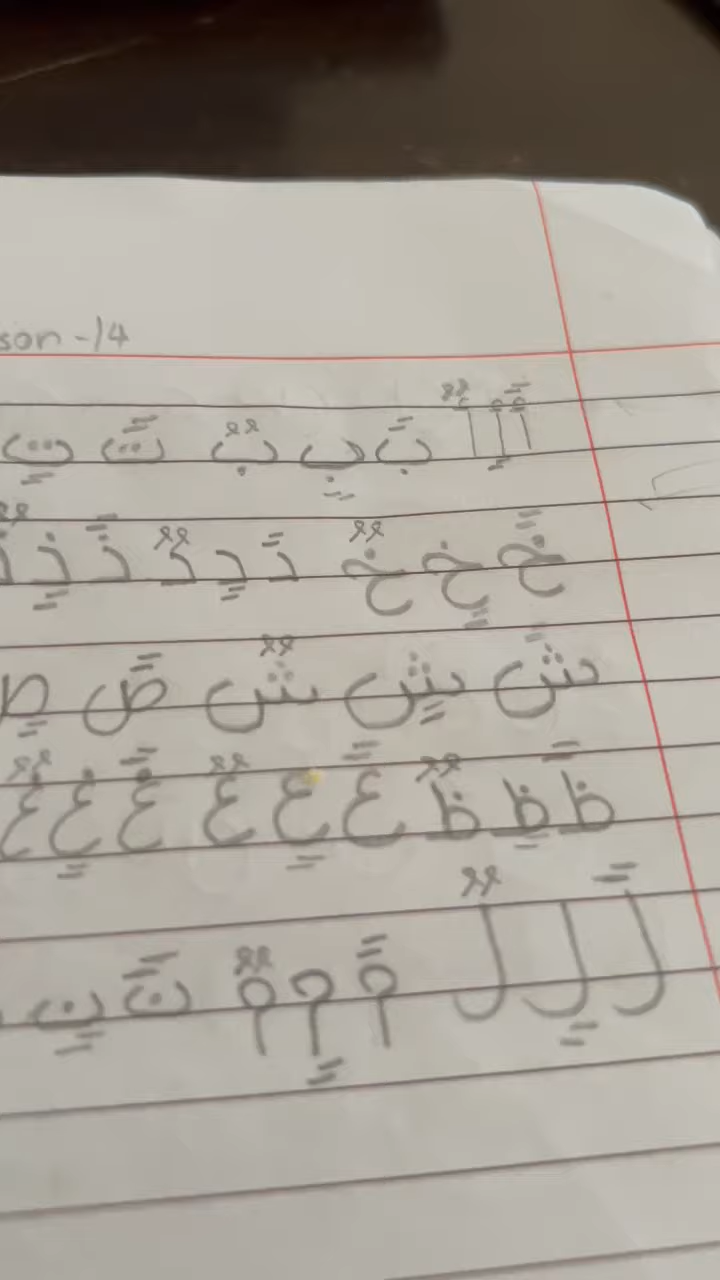 son -14
أً أٍ أٌ بً بٍ بٌ تً تٍ
خً خٍ خٌ دً دٍ دٌ ذً ذٍ ذٌ
شً شٍ شٌ صً صٍ
ظً ظٍ ظٌ عً عٍ عٌ غً غٍ غٌ
لً لٍ لٌ مً مٍ مٌ نً نٍ